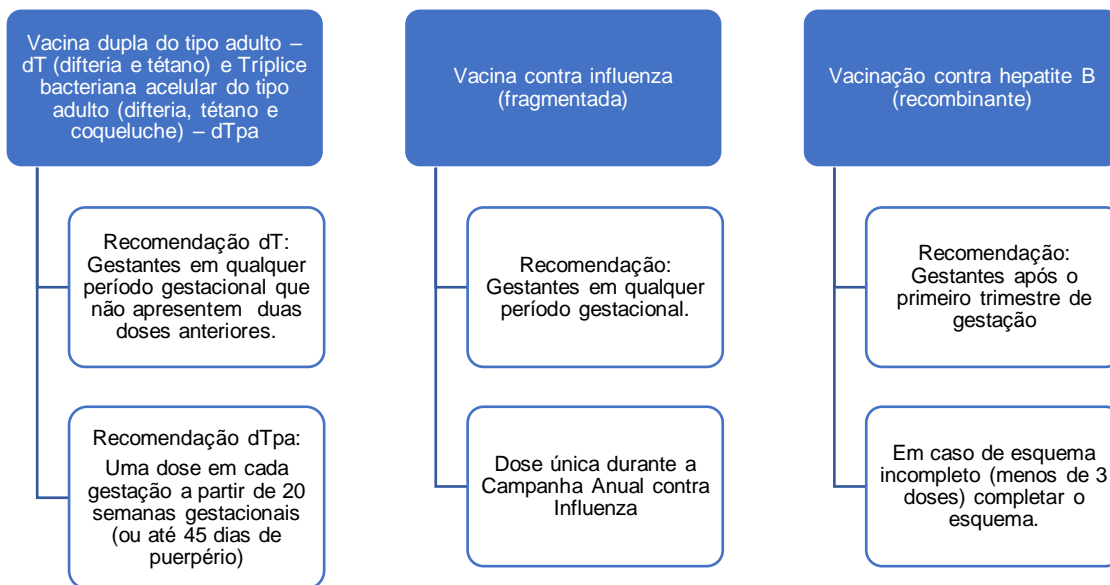 Vacina dupla do tipo adulto –
dT (difteria e tétano) e Tríplice
bacteriana acelular do tipo
adulto (difteria, tétano e
coqueluche) – dTpa
Recomendação dT:
Gestantes em qualquer
período gestacional que
não apresentem duas
doses anteriores.
Recomendação dTpa:
Uma dose em cada
gestação a partir de 20
semanas gestacionais
(ou até 45 dias de
puerpério)
Vacina contra influenza
(fragmentada)
Recomendação:
Gestantes em qualquer
período gestacional.
Dose única durante a
Campanha Anual contra
Influenza
Vacinação contra hepatite B
(recombinante)
Recomendação:
Gestantes após o
primeiro trimestre de
gestação
Em caso de esquema
incompleto (menos de 3
doses) completar o
esquema.